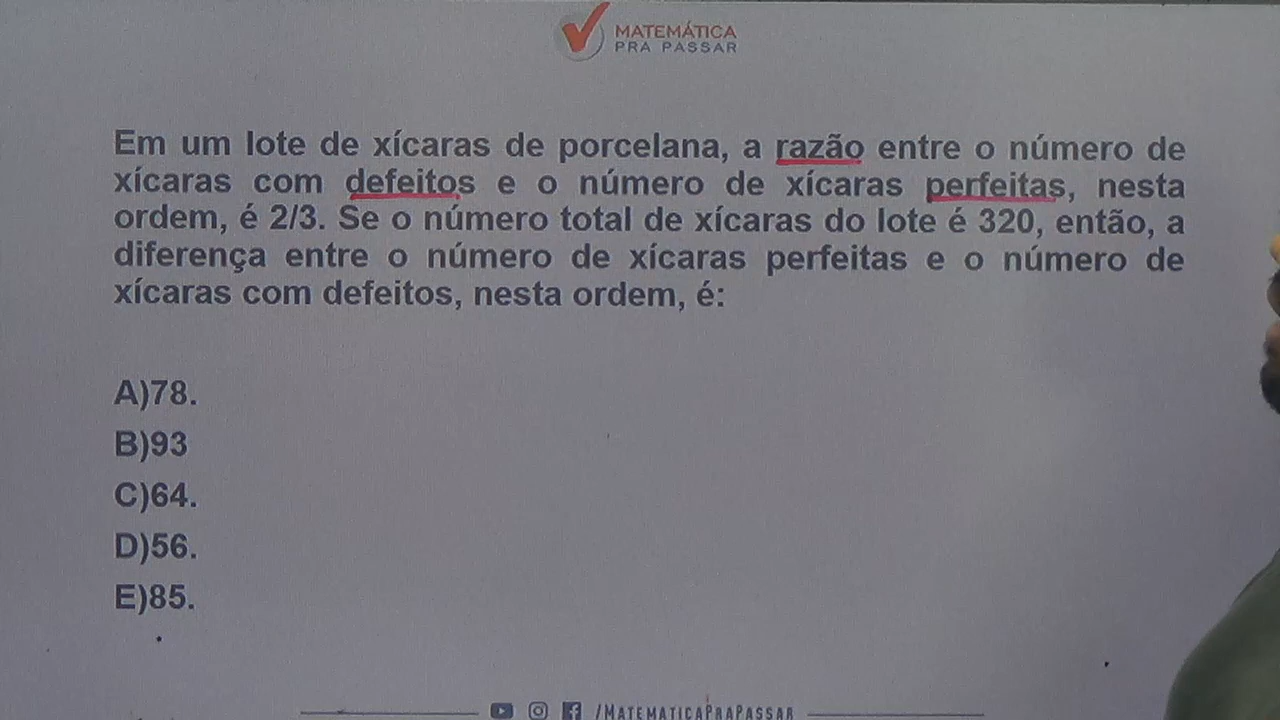 MATEMÁTICA
PRA PASSAR
Em um lote de xícaras de porcelana, a razão entre o número de
xícaras com defeitos e o número de xícaras perfeitas, nesta
ordem, é 2/3. Se o número total de xícaras do lote é 320, então, a
diferença entre o número de xícaras perfeitas e o número de
xícaras com defeitos, nesta ordem, é:
A)78.
B)93
C)64.
D)56.
E)85.
/MATEMATICAPRAPASSAR